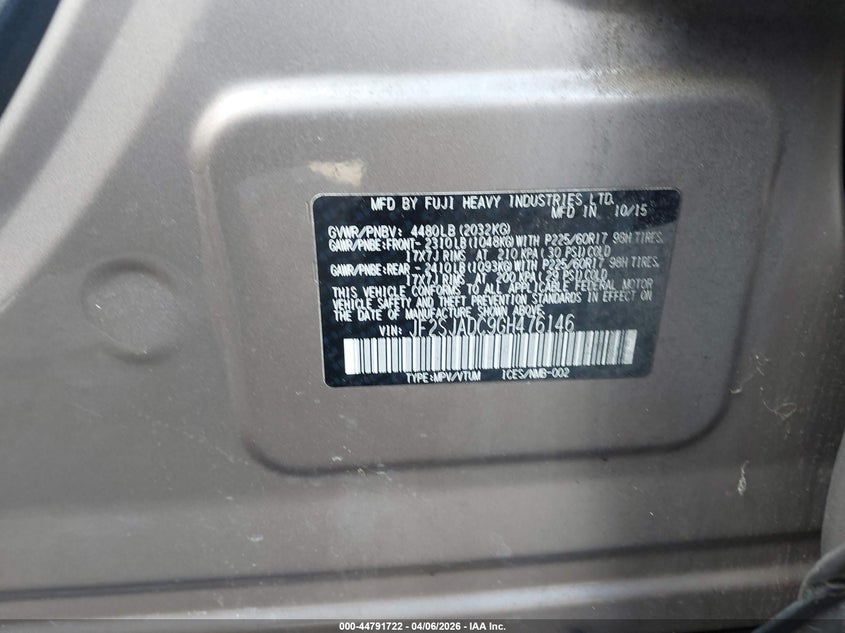 MFD BY FUJI HEAVY INDUSTRIES LTD.
MFD IN 10/15
GVWR/PNBV: 4480LB(2032KG)
GAWR/PNBE:FRONT-2310LB(1048KG)WITH P225/60R17 98H TIRES,
17X7J RIMS AT 210 KPA(30 PSI)COLD
GAWR/PNBE:REAR -2410LB(1093KG)WITH P225/60R17 98H TIRES,
17X7J RIMS AT 200 KPA(29 PSI)COLD
THIS VEHICLE CONFORMS TO ALL APPLICABLE FEDERAL MOTOR
VEHICLE SAFETY AND THEFT PREVENTION STANDARDS IN EFFECT ON
THE DATE OF MANUFACTURE SHOWN ABOVE.
VIN: JF2SJADC9GH476146
TYPE:MPV/VTUM ICES/NMB-002
000-44791722 - 04/06/2026 - IAA Inc.